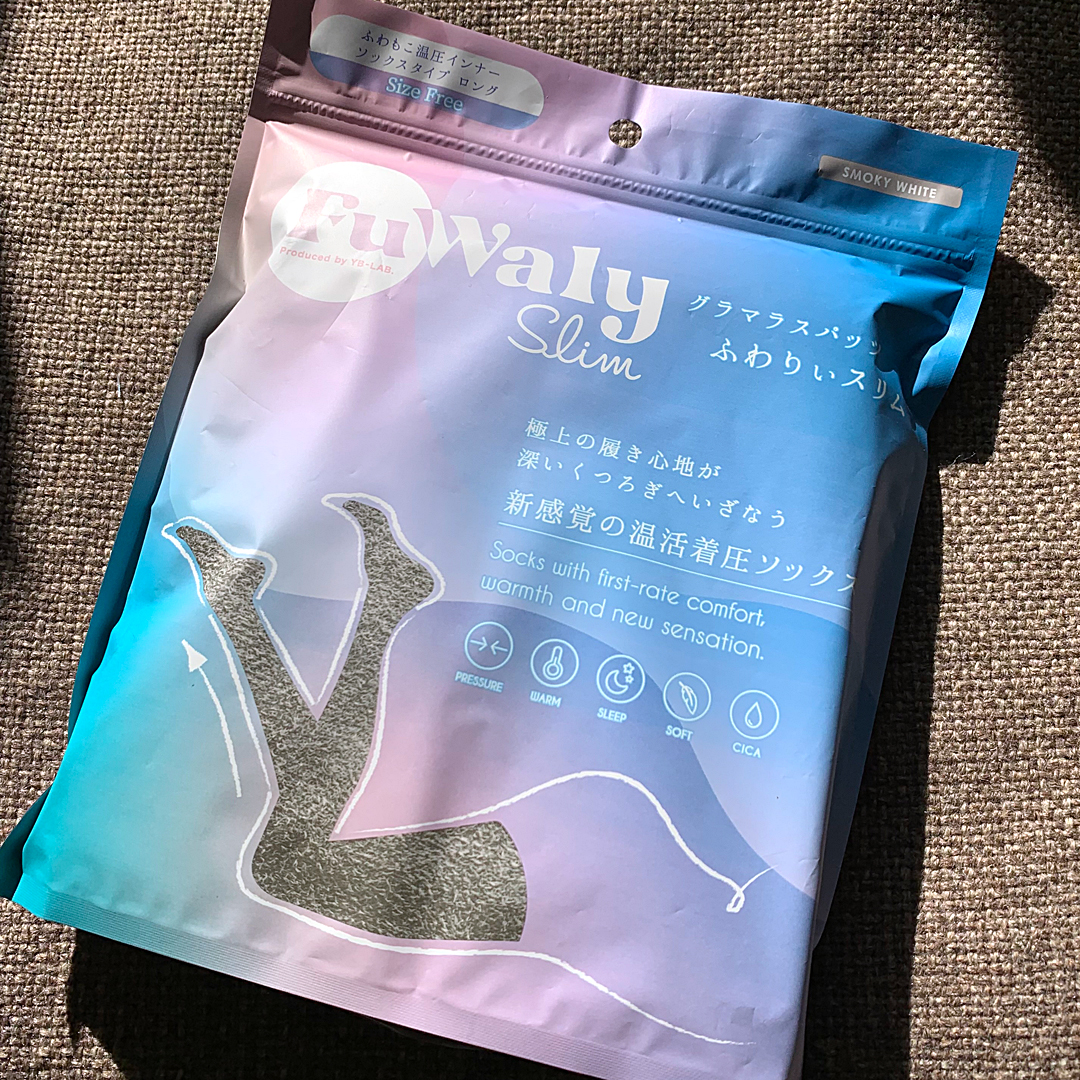 ふわもこ温圧インナー
ソックスタイプ ロング
Size Free
SMOKY WHITE
FuWaly
Produced by YB-LAB.
Slim
グラマラスパッツ
ふわりぃスリム
極上の履き心地が
深いくつろぎへいざなう
新感覚の温活着圧ソックス
Socks with first-rate comfort,
warmth and new sensation.
PRESSURE
WARM
SLEEP
SOFT
CICA